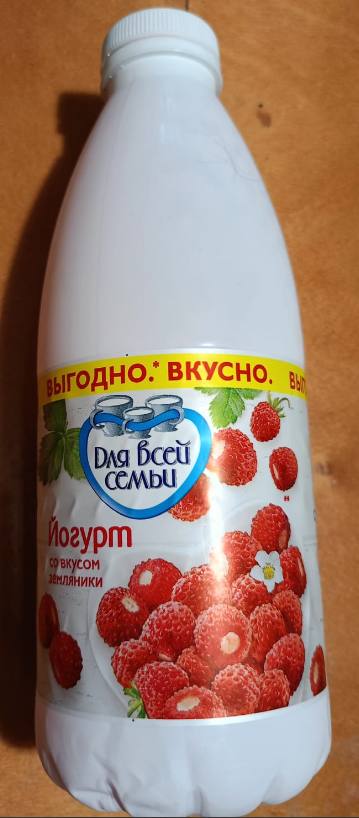 ВЫГОДНО.* ВКУСНО.
Для всей
семьи
Йогурт
со вкусом
земляники